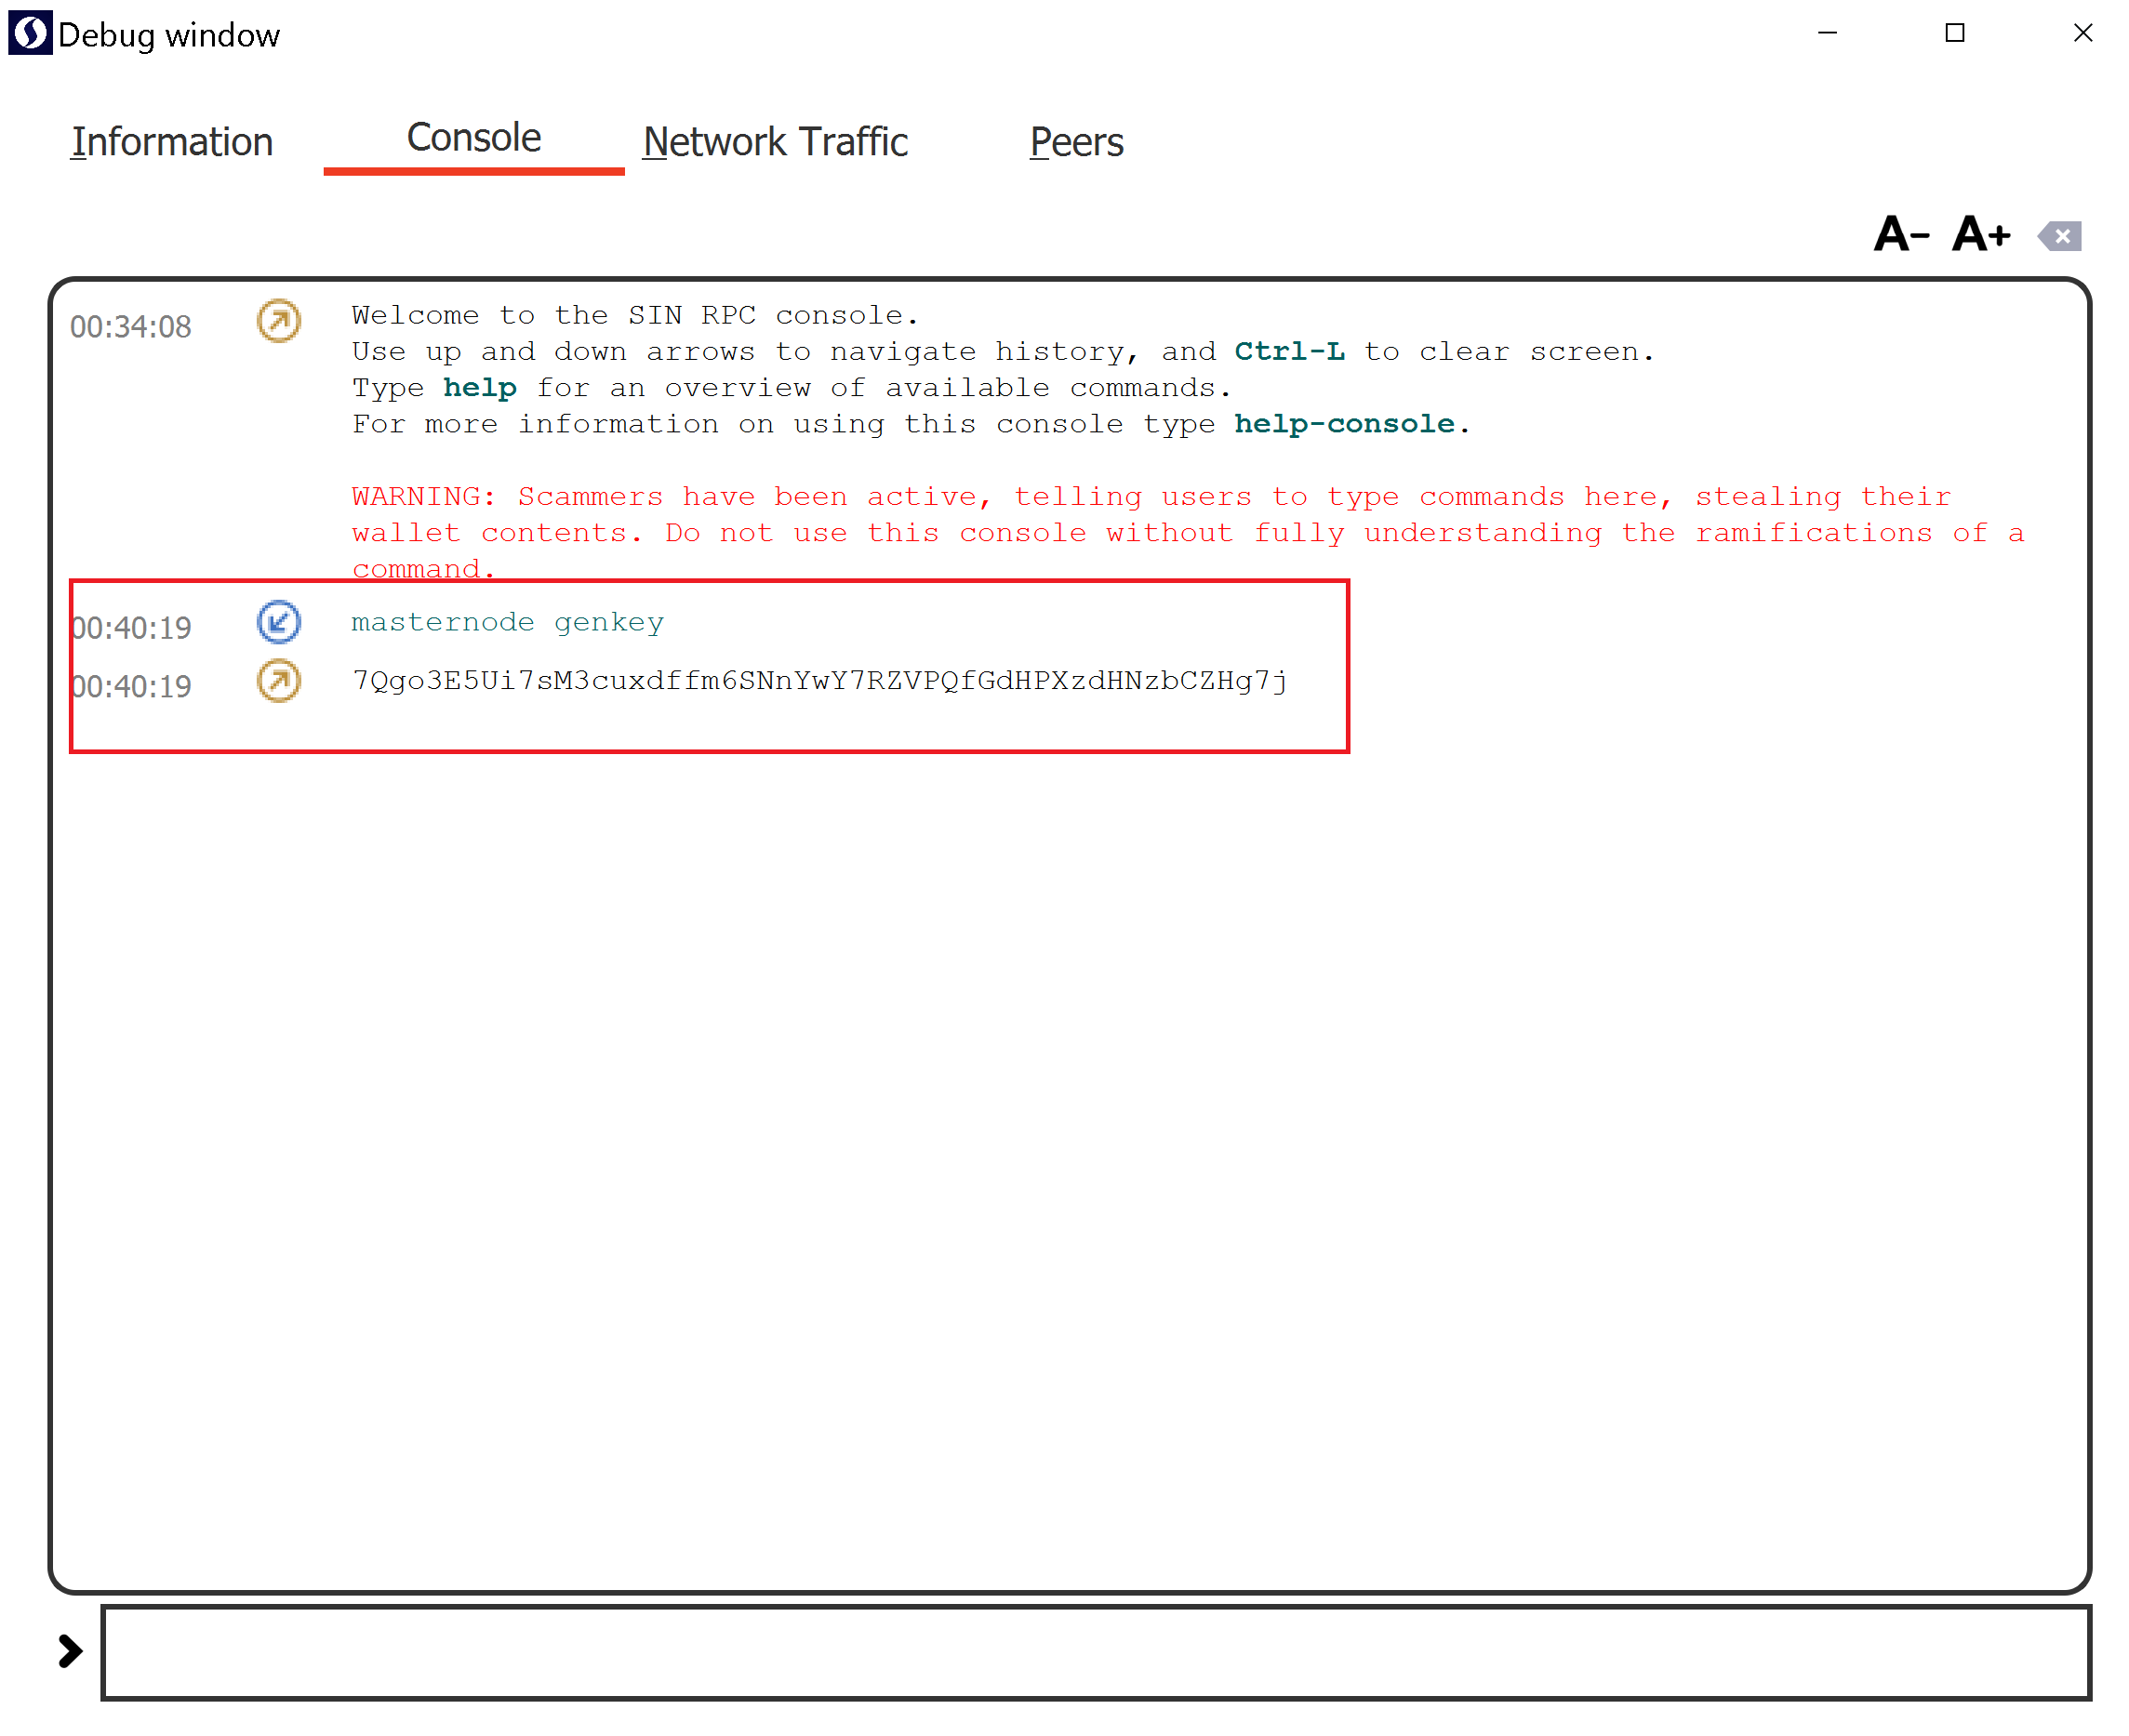 Debug window
Information Console Network Traffic Peers
A- A+
00:34:08 Welcome to the SIN RPC console.
Use up and down arrows to navigate history, and Ctrl-L to clear screen.
Type help for an overview of available commands.
For more information on using this console type help-console.
WARNING: Scammers have been active, telling users to type commands here, stealing their
wallet contents. Do not use this console without fully understanding the ramifications of a
command.
00:40:19 masternode genkey
00:40:19 7Qgo3E5Ui7sM3cuxdffm6SNnYwY7RZVPQfGdHPXzdHNzbCZHg7j